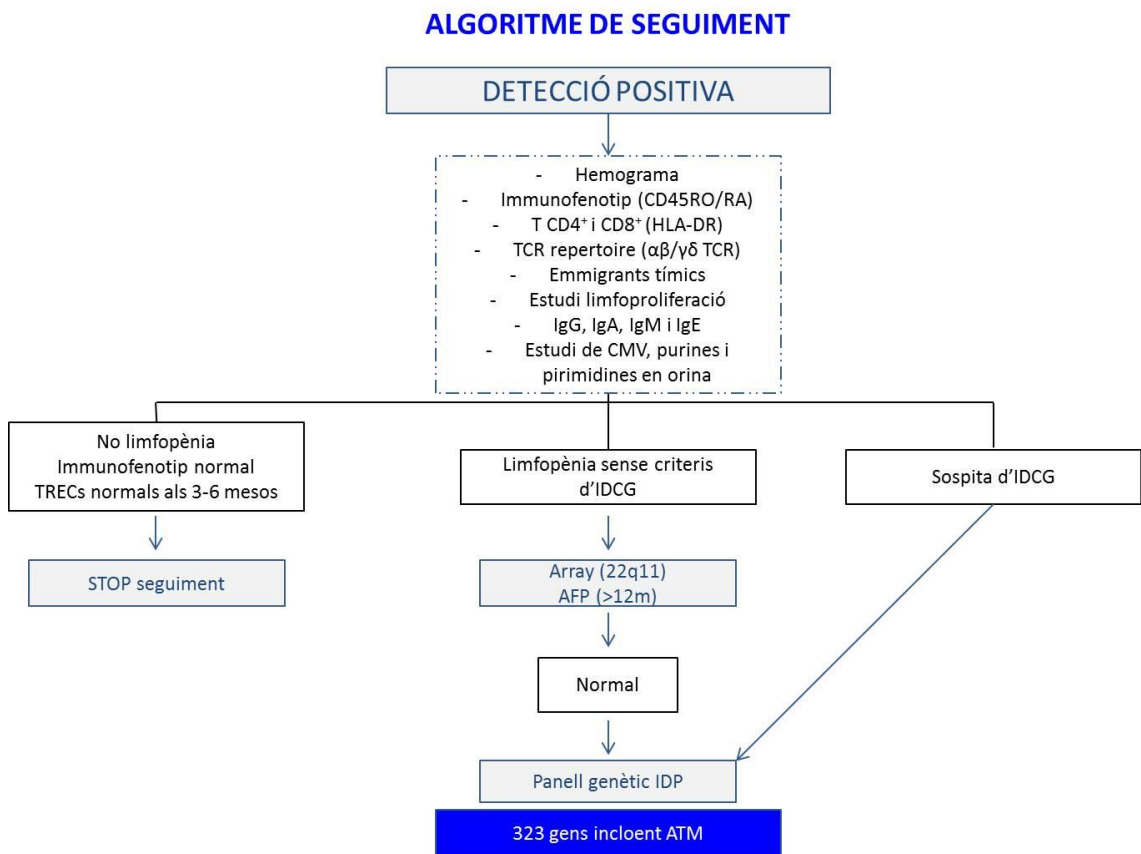 ALGORITME DE SEGUIMENT
DETECCIÓ POSITIVA
- Hemograma
- Immunofenotip (CD45RO/RA)
- T CD4⁺ i CD8⁺ (HLA-DR)
- TCR repertoire (αβ/γδ TCR)
- Emmigrants tímics
- Estudi limfoproliferació
- IgG, IgA, IgM i IgE
- Estudi de CMV, purines i
pirimidines en orina
No limfopènia
Immunofenotip normal
TRECs normals als 3-6 mesos
STOP seguiment
Limfopènia sense criteris
d’IDCG
Array (22q11)
AFP (>12m)
Normal
Sospita d’IDCG
Panell genètic IDP
323 gens incloent ATM